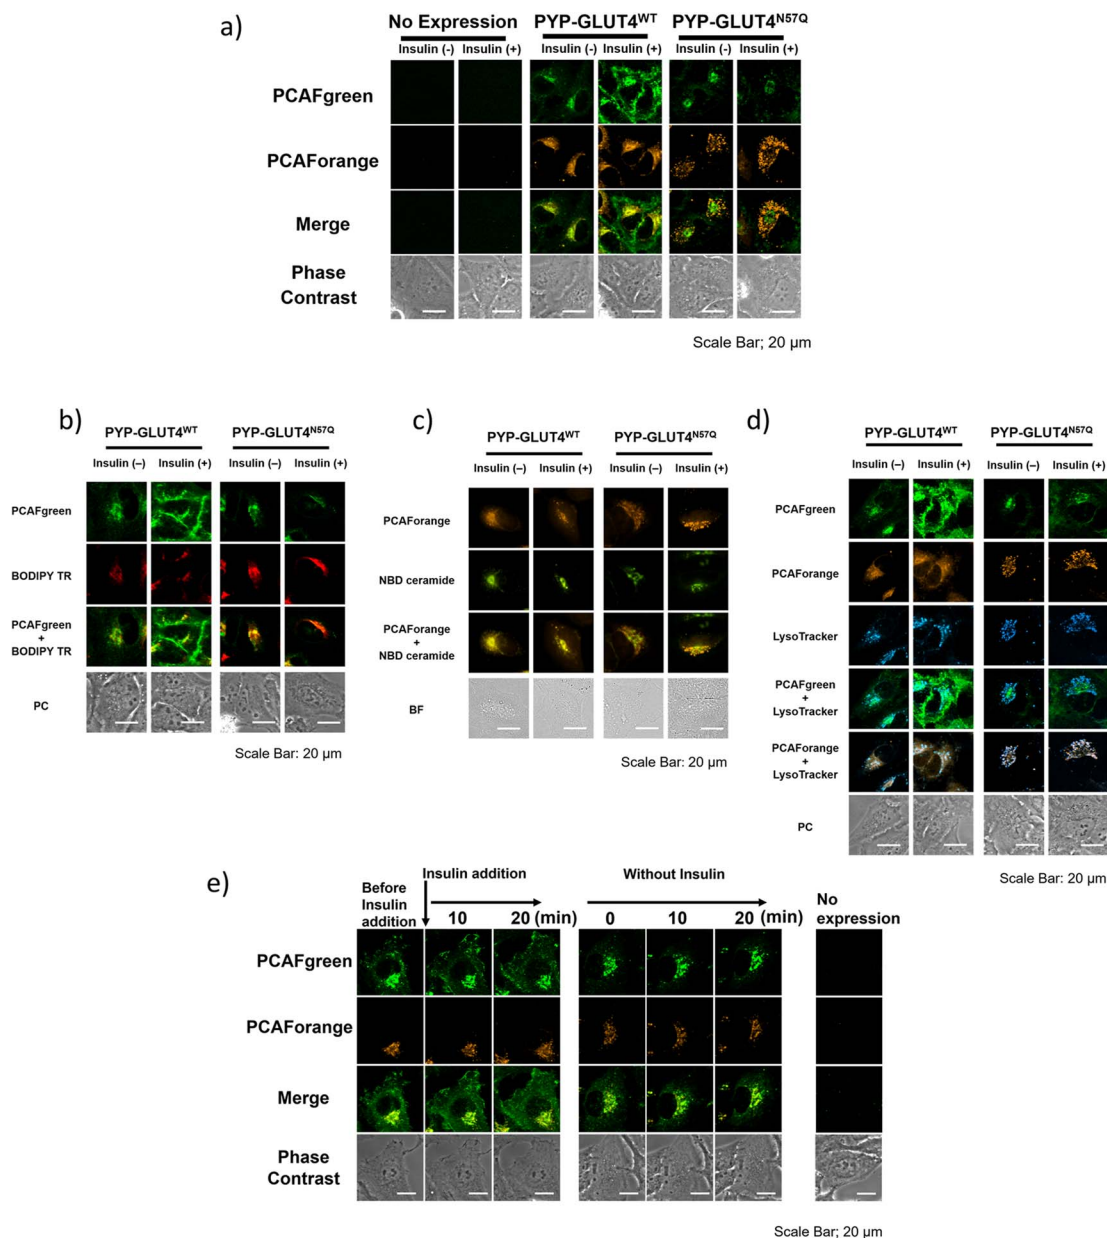 a)
No Expression PYP-GLUT4WT PYP-GLUT4N57Q
Insulin (-) Insulin (+) Insulin (-) Insulin (+) Insulin (-) Insulin (+)
PCAFgreen
PCAForange
Merge
Phase
Contrast
Scale Bar; 20 µm
b)
PYP-GLUT4WT PYP-GLUT4N57Q
Insulin (–) Insulin (+) Insulin (–) Insulin (+)
PCAFgreen
BODIPY TR
PCAFgreen
+
BODIPY TR
PC
Scale Bar: 20 µm
c)
PYP-GLUT4WT PYP-GLUT4N57Q
Insulin (–) Insulin (+) Insulin (–) Insulin (+)
PCAForange
NBD ceramide
PCAForange
+
NBD ceramide
BF
Scale Bar: 20 µm
d)
PYP-GLUT4WT PYP-GLUT4N57Q
Insulin (–) Insulin (+) Insulin (–) Insulin (+)
PCAFgreen
PCAForange
LysoTracker
PCAFgreen
+
LysoTracker
PCAForange
+
LysoTracker
PC
Scale Bar: 20 µm
e)
Before
Insulin
addition
Insulin addition
10 20 (min)
Without Insulin
0 10 20 (min)
No
expression
PCAFgreen
PCAForange
Merge
Phase
Contrast
Scale Bar; 20 µm